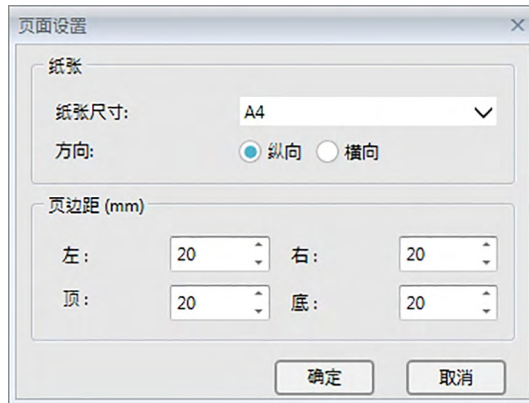 页面设置
纸张
纸张尺寸: A4
方向: 纵向 横向
页边距 (mm)
左: 20 右: 20
顶: 20 底: 20
确定 取消